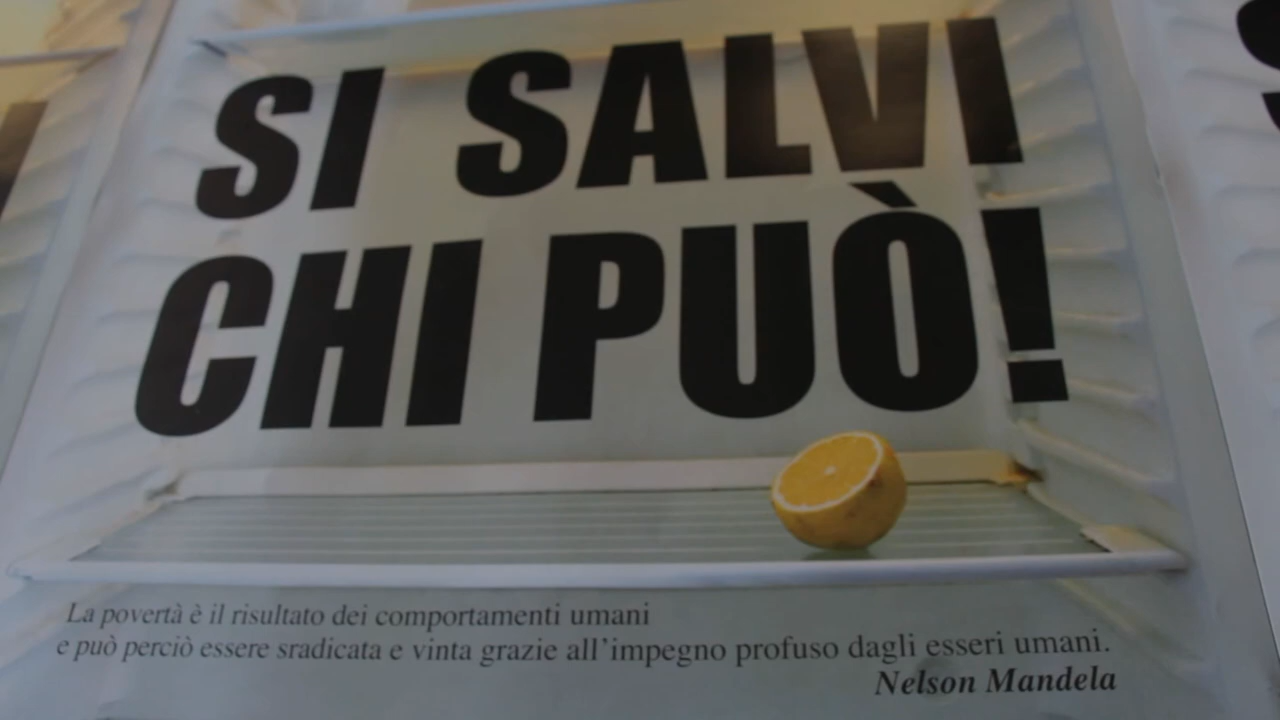 SI SALVI
CHI PUÒ!
La povertà è il risultato dei comportamenti umani
e può perciò essere sradicata e vinta grazie all'impegno profuso dagli esseri umani.
Nelson Mandela